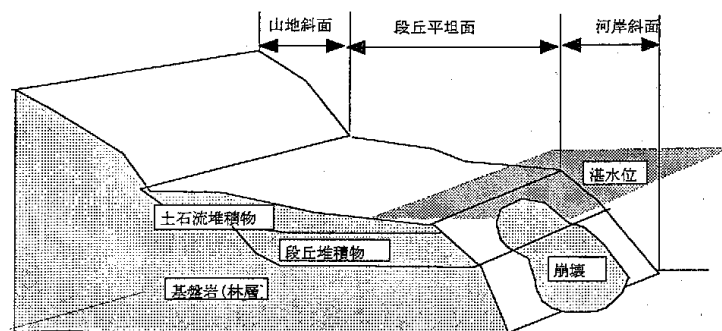 山地斜面
段丘平坦面
河岸斜面
湛水位
土石流堆積物
段丘堆積物
崩壊
基盤岩(林層)